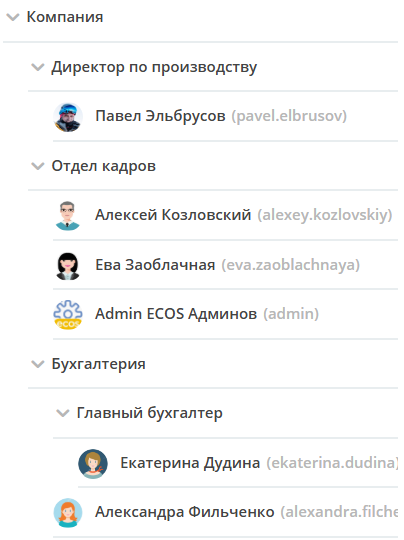 Компания
Директор по производству
Павел Эльбрусов (pavel.elbrusov)
Отдел кадров
Алексей Козловский (alexey.kozlovskiy)
Ева Заоблачная (eva.zaoblachnaya)
ecos Admin ECOS Админов (admin)
Бухгалтерия
Главный бухгалтер
Екатерина Дудина (ekaterina.dudina)
Александра Фильченко (alexandra.filche